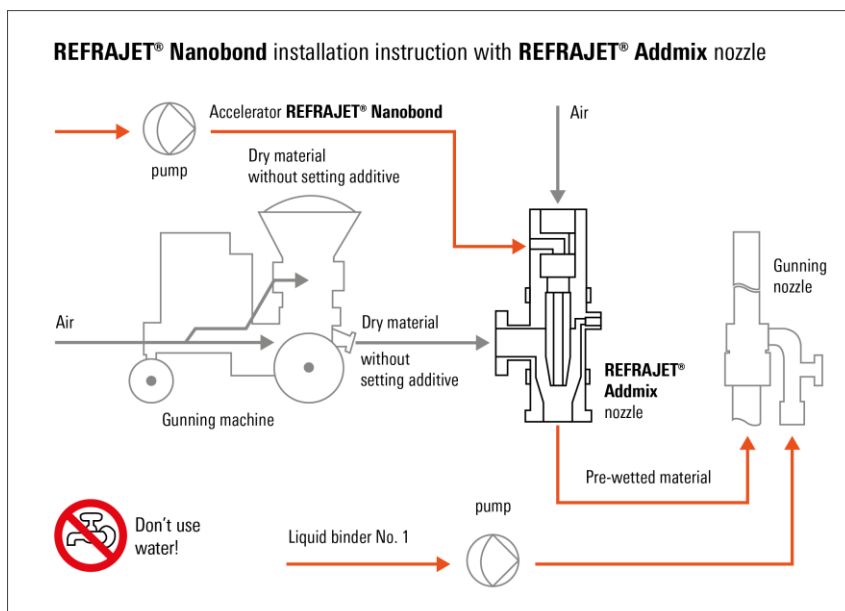 REFRAJET® Nanobond installation instruction with REFRAJET® Addmix nozzle
Accelerator REFRAJET® Nanobond
Air
pump
Dry material
without setting additive
Gunning
nozzle
Air
Dry material
without
setting additive
REFRAJET®
Addmix
nozzle
Gunning machine
Pre-wetted material
pump
Don't use
water!
Liquid binder No. 1